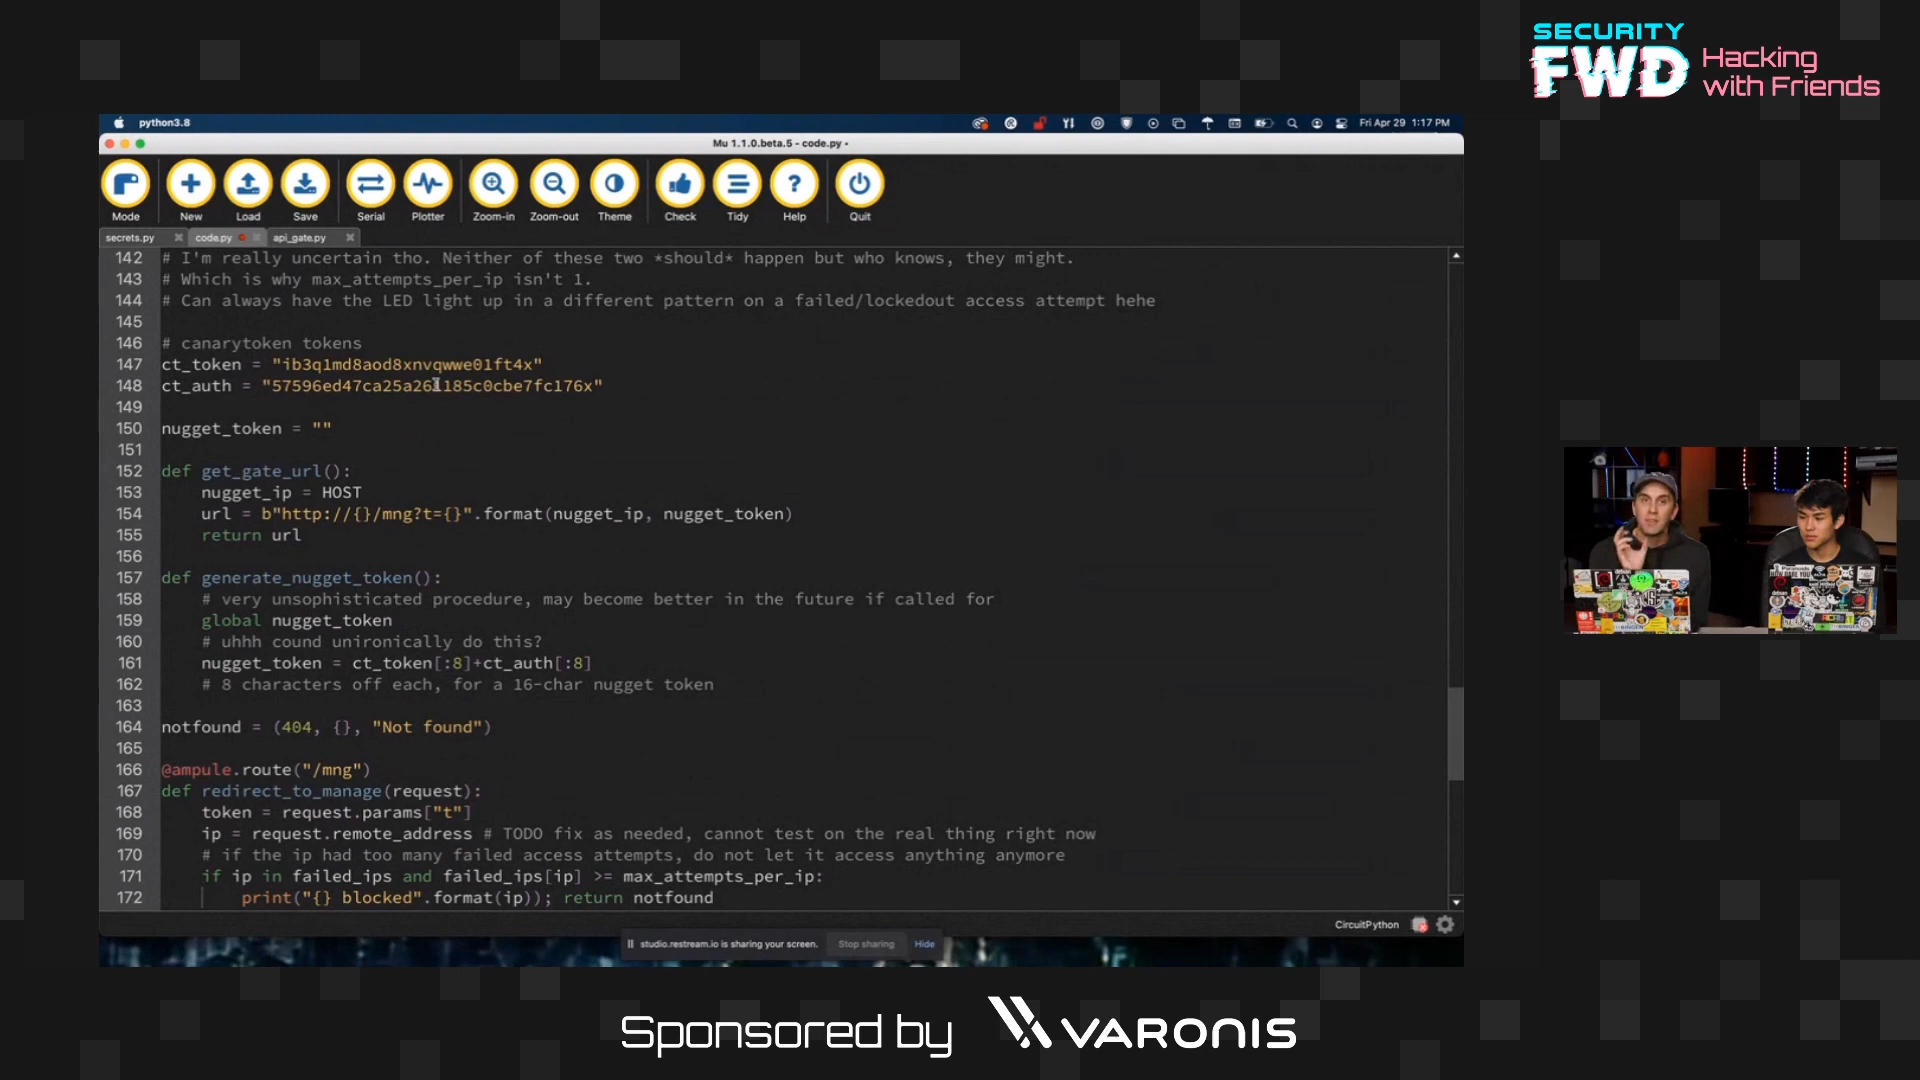 SECURITY
FWD
Hacking
with Friends
python3.8
Fri Apr 29 1:17 PM
Mu 1.1.0.beta.5 - code.py -
Mode
New
Load
Save
Serial
Plotter
Zoom-in
Zoom-out
Theme
Check
Tidy
Help
Quit
secrets.py
code.py
api_gate.py
142 # I'm really uncertain tho. Neither of these two *should* happen but who knows, they might.
143 # Which is why max_attempts_per_ip isn't 1.
144 # Can always have the LED light up in a different pattern on a failed/lockedout access attempt hehe
145
146 # canarytoken tokens
147 ct_token = "ib3q1md8aod8xnvqwwe01ft4x"
148 ct_auth =
149
150 nugget_token = ""
151
152 def get_gate_url():
153 nugget_ip = HOST
154 url = b"http://{}/mng?t={}".format(nugget_ip, nugget_token)
155 return url
156
157 def generate_nugget_token():
158 # very unsophisticated procedure, may become better in the future if called for
159 global nugget_token
160 # uhhh cound unironically do this?
161 nugget_token = ct_token[:8]+ct_auth[:8]
162 # 8 characters off each, for a 16-char nugget token
163
164 notfound = (404, {}, "Not found")
165
166 @ampule.route("/mng")
167 def redirect_to_manage(request):
168 token = request.params["t"]
169 ip = request.remote_address # TODO fix as needed, cannot test on the real thing right now
170 # if the ip had too many failed access attempts, do not let it access anything anymore
171 if ip in failed_ips and failed_ips[ip] >= max_attempts_per_ip:
172 print("{} blocked".format(ip)); return notfound
CircuitPython
studio.restream.io is sharing your screen.
Stop sharing
Hide
Sponsored by VARONIS